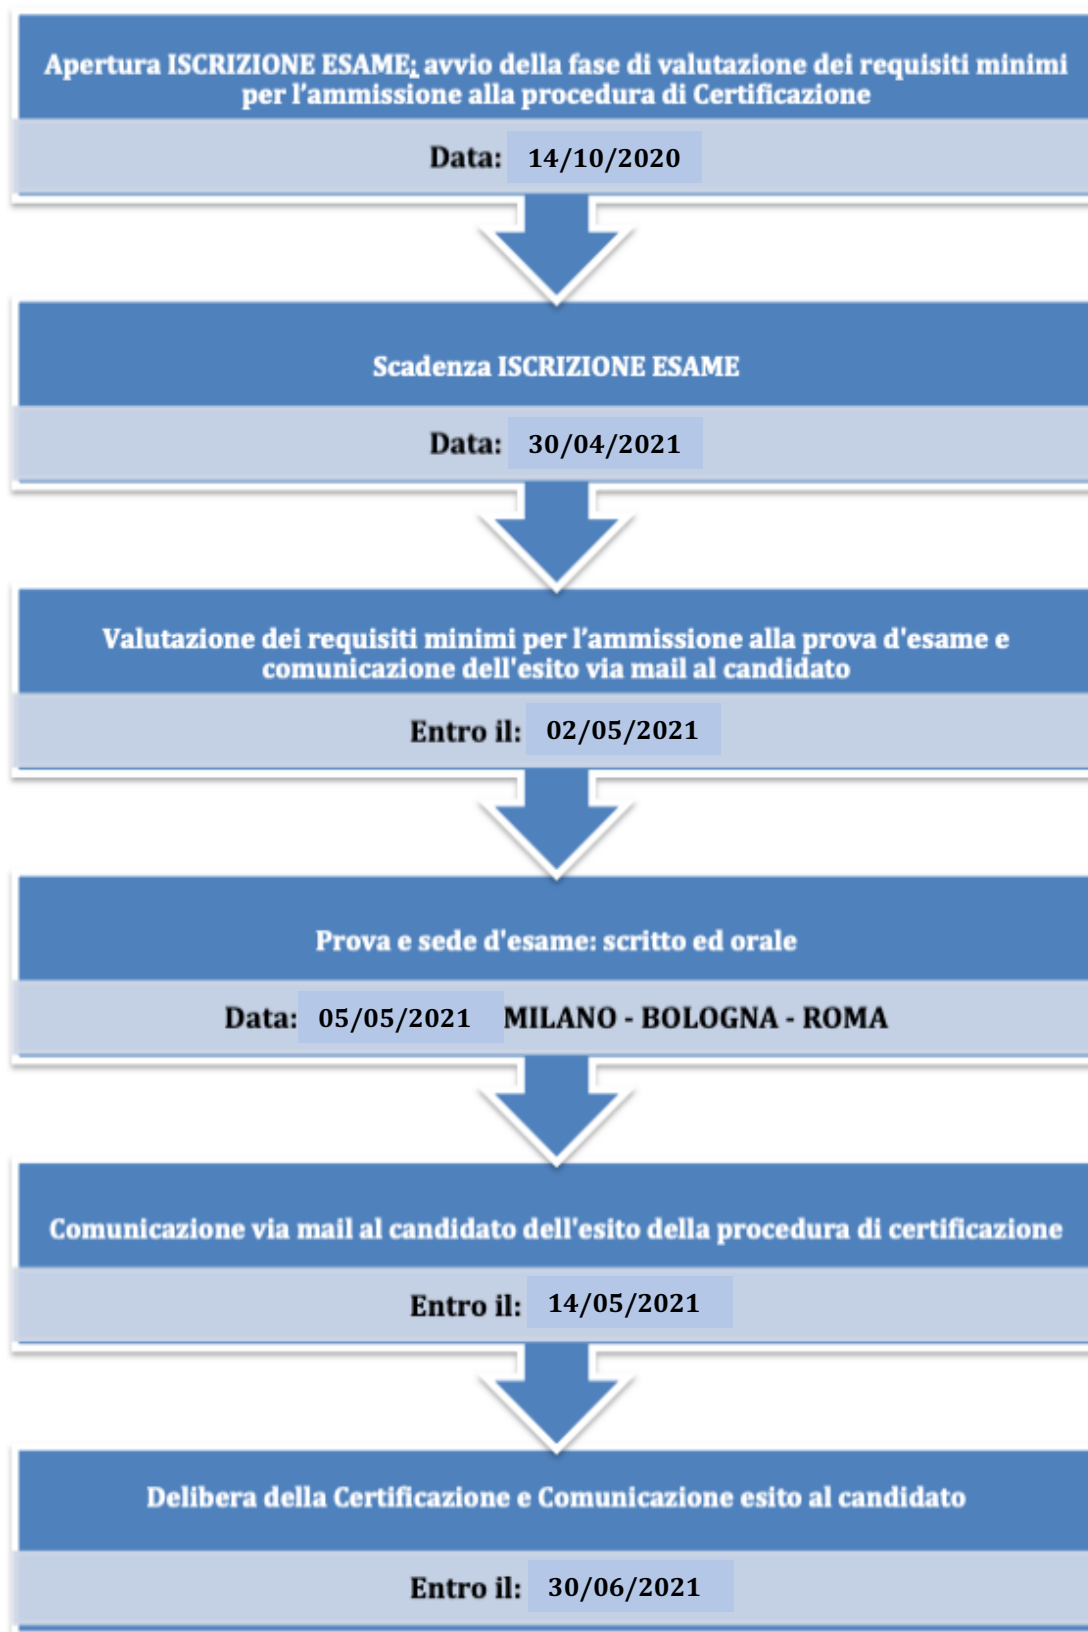 Apertura ISCRIZIONE ESAME; avvio della fase di valutazione dei requisiti minimi
per l'ammissione alla procedura di Certificazione
Data: 14/10/2020
Scadenza ISCRIZIONE ESAME
Data: 30/04/2021
Valutazione dei requisiti minimi per l'ammissione alla prova d'esame e
comunicazione dell'esito via mail al candidato
Entro il: 02/05/2021
Prova e sede d'esame: scritto ed orale
Data: 05/05/2021 MILANO - BOLOGNA - ROMA
Comunicazione via mail al candidato dell'esito della procedura di certificazione
Entro il: 14/05/2021
Delibera della Certificazione e Comunicazione esito al candidato
Entro il: 30/06/2021